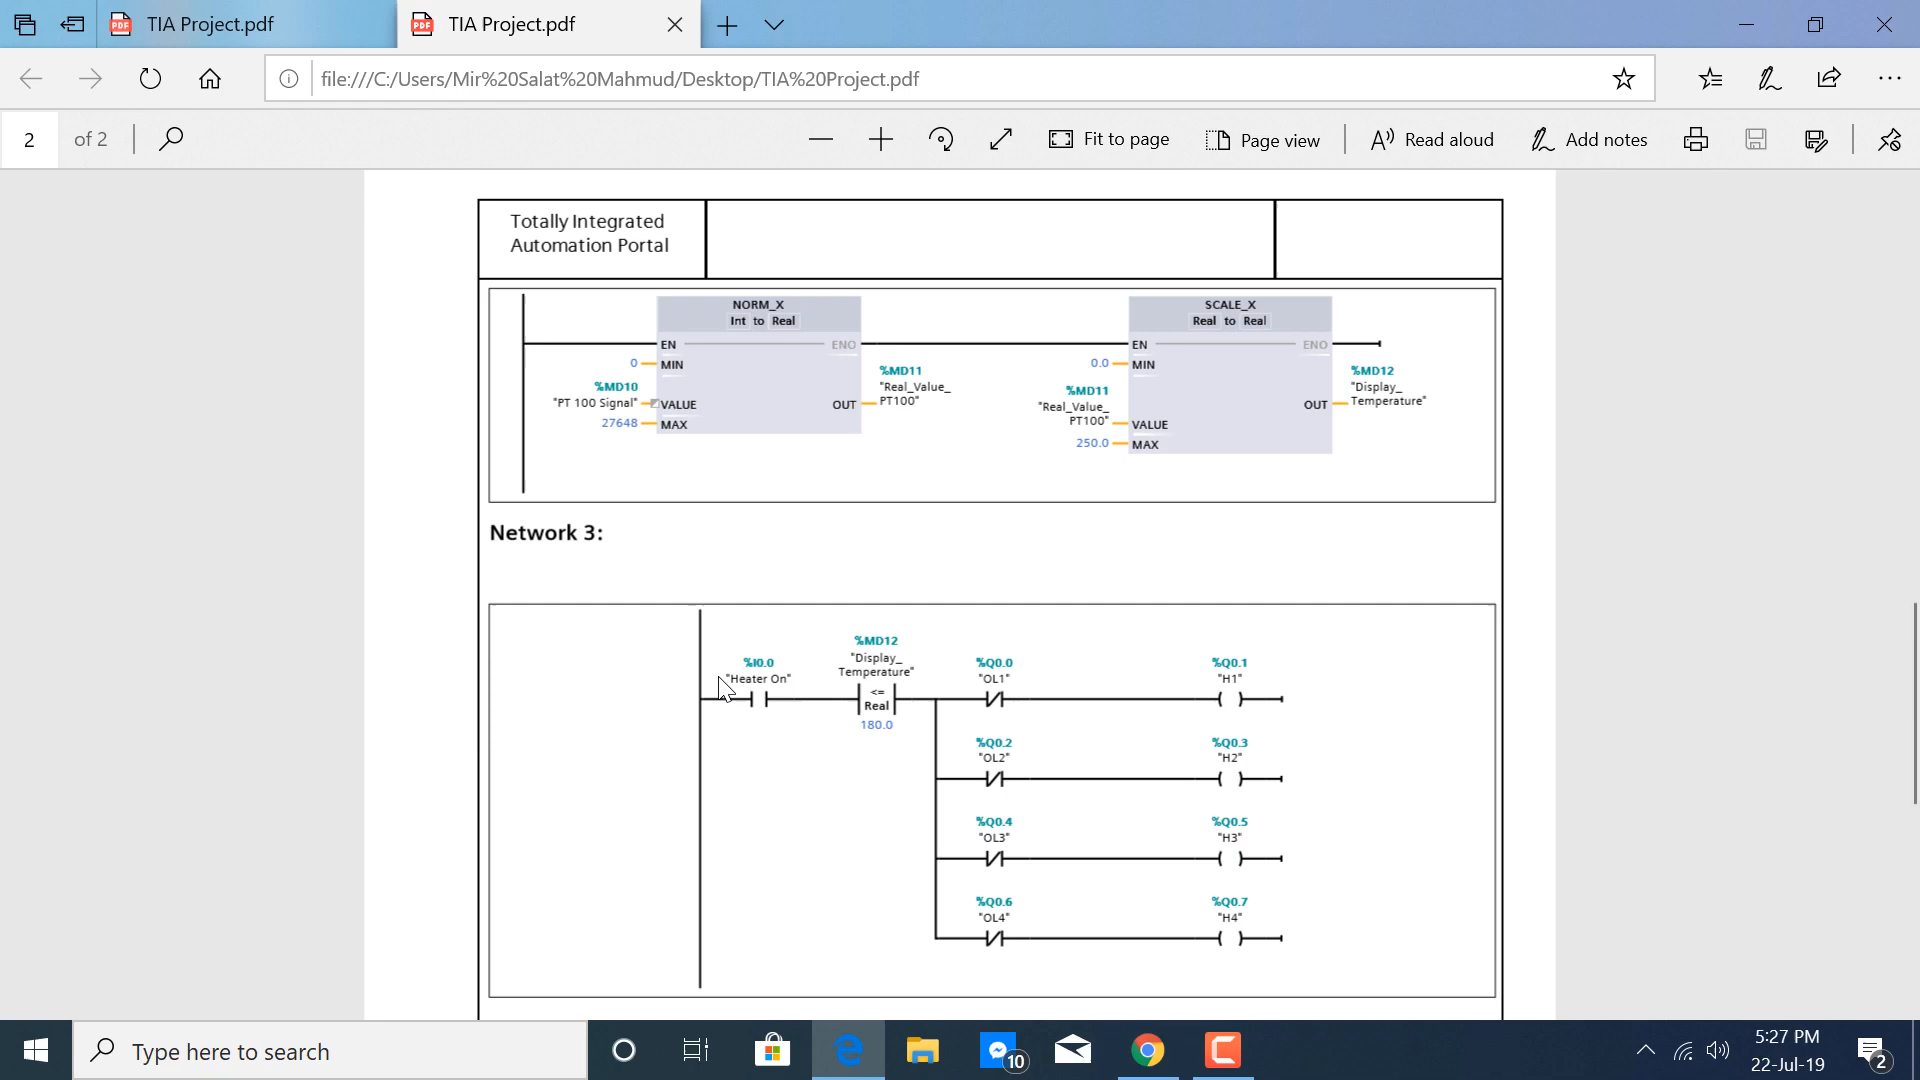 TIA Project.pdf
TIA Project.pdf
file:///C:/Users/Mir%20Salat%20Mahmud/Desktop/TIA%20Project.pdf
2 of 2
Fit to page
Page view
Read aloud
Add notes
Totally Integrated
Automation Portal
NORM_X
Int to Real
EN
ENO
0
MIN
%MD10
"PT 100 Signal"
VALUE
27648
MAX
OUT
%MD11
"Real_Value_
PT100"
SCALE_X
Real to Real
EN
ENO
0.0
MIN
%MD11
"Real_Value_
PT100"
VALUE
250.0
MAX
OUT
%MD12
"Display_
Temperature"
Network 3:
%I0.0
"Heater On"
%MD12
"Display_
Temperature"
<=
Real
180.0
%Q0.0
"OL1"
%Q0.1
"H1"
%Q0.2
"OL2"
%Q0.3
"H2"
%Q0.4
"OL3"
%Q0.5
"H3"
%Q0.6
"OL4"
%Q0.7
"H4"
Type here to search
10
5:27 PM
22-Jul-19
2